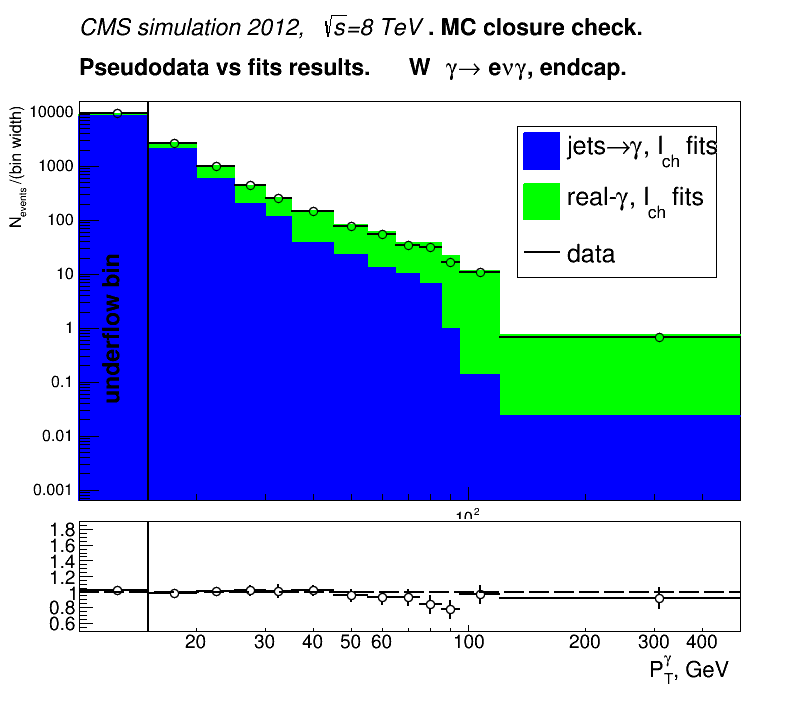 CMS simulation 2012, √s=8 TeV . MC closure check.
Pseudodata vs fits results. W γ→ eνγ, endcap.
N_events /(bin width)
10000
1000
100
10
1
0.1
0.01
0.001
underflow bin
jets→γ, I_ch fits
real-γ, I_ch fits
data
10²
1.8
1.6
1.4
1.2
1
0.8
0.6
20 30 40 50 60 100 200 300 400
P_T^γ, GeV